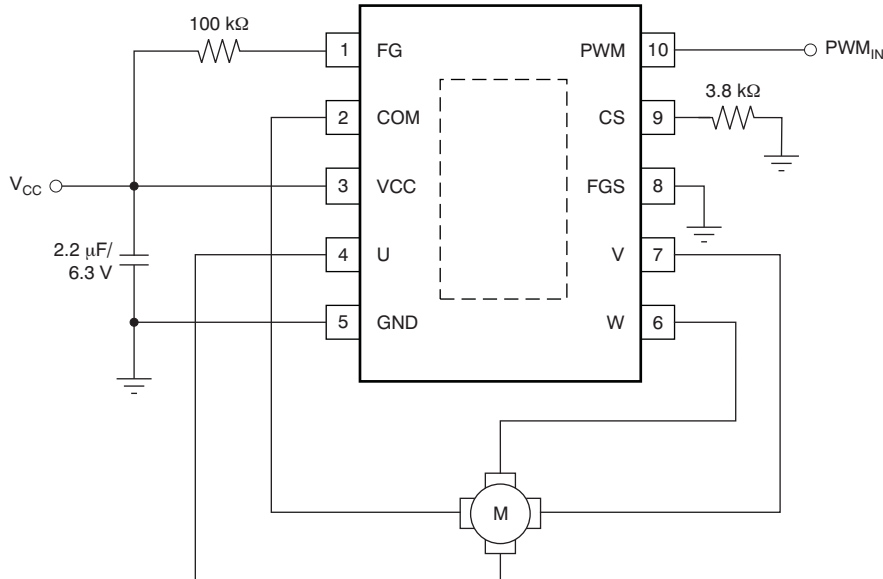 100 kΩ
1 FG PWM 10 PWM_IN
3.8 kΩ
2 COM CS 9
V_CC 3 VCC FGS 8
2.2 μF/
6.3 V
4 U V 7
5 GND W 6
M